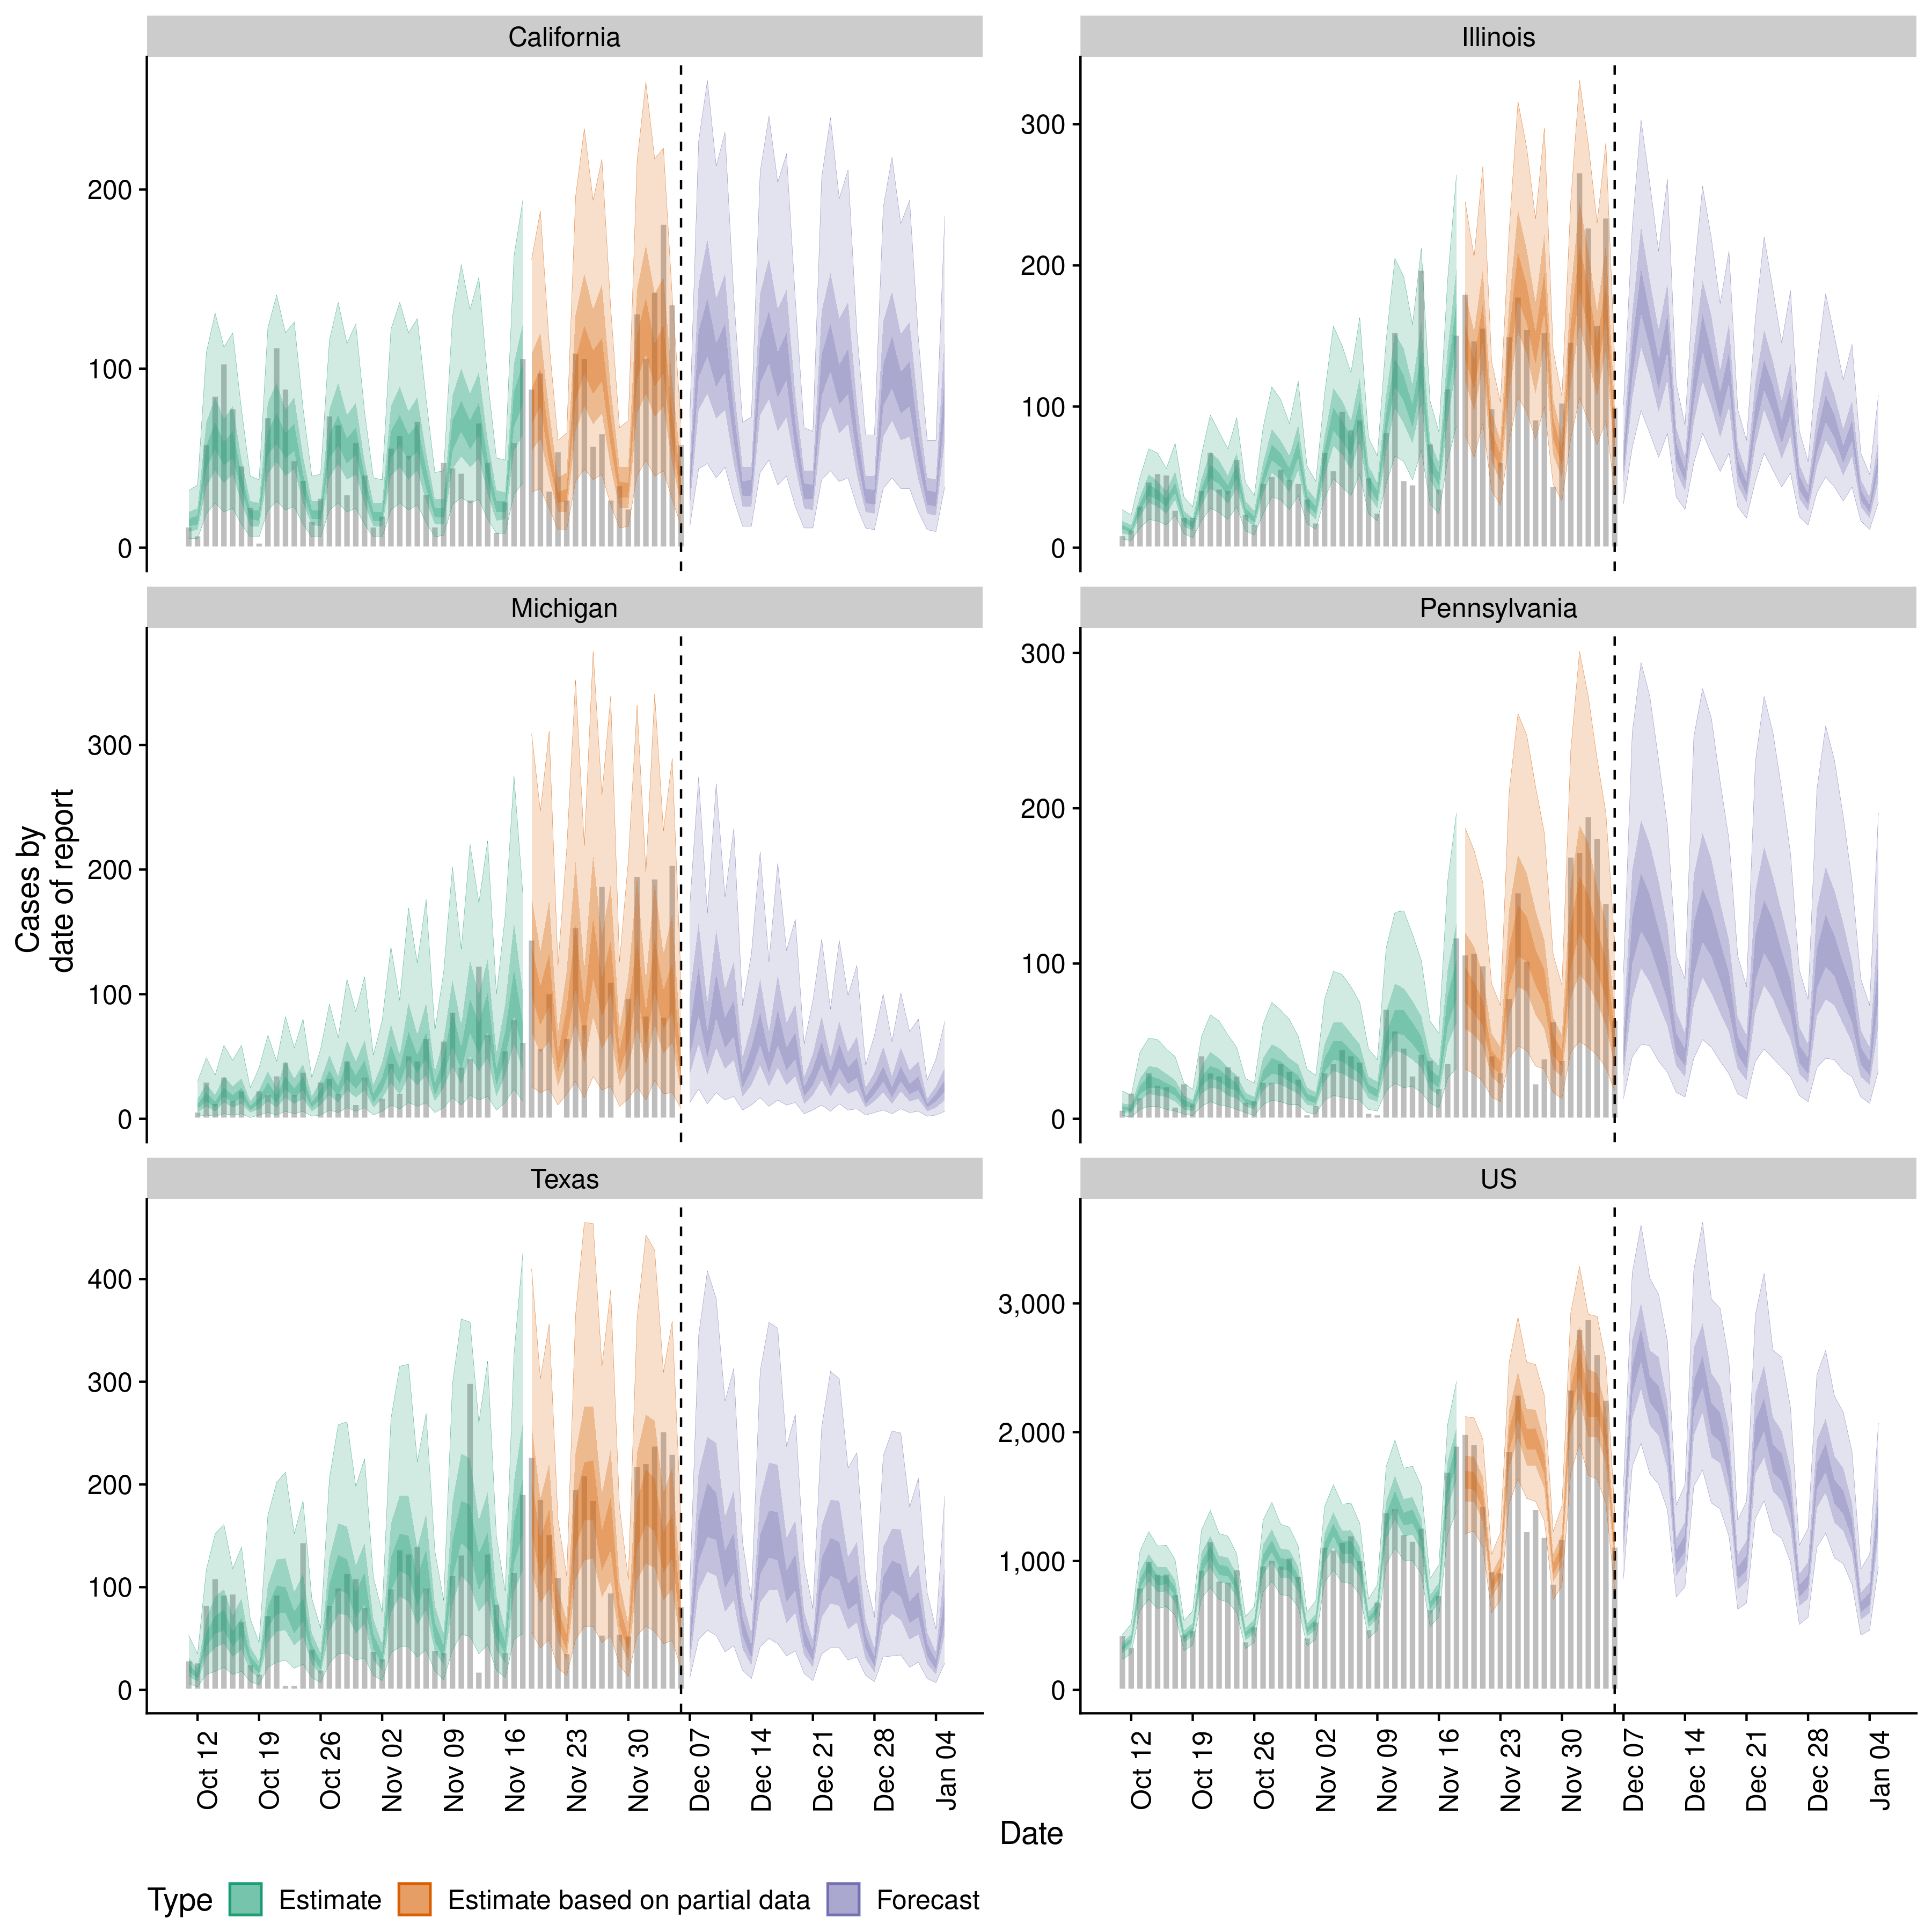 California
Illinois
200
100
0
300
200
100
0
Michigan
Pennsylvania
300
200
100
0
300
200
100
0
Texas
US
400
300
200
100
0
3,000
2,000
1,000
0
Cases by
date of report
Oct 12
Oct 19
Oct 26
Nov 02
Nov 09
Nov 16
Nov 23
Nov 30
Dec 07
Dec 14
Dec 21
Dec 28
Jan 04
Oct 12
Oct 19
Oct 26
Nov 02
Nov 09
Nov 16
Nov 23
Nov 30
Dec 07
Dec 14
Dec 21
Dec 28
Jan 04
Date
Type Estimate Estimate based on partial data Forecast